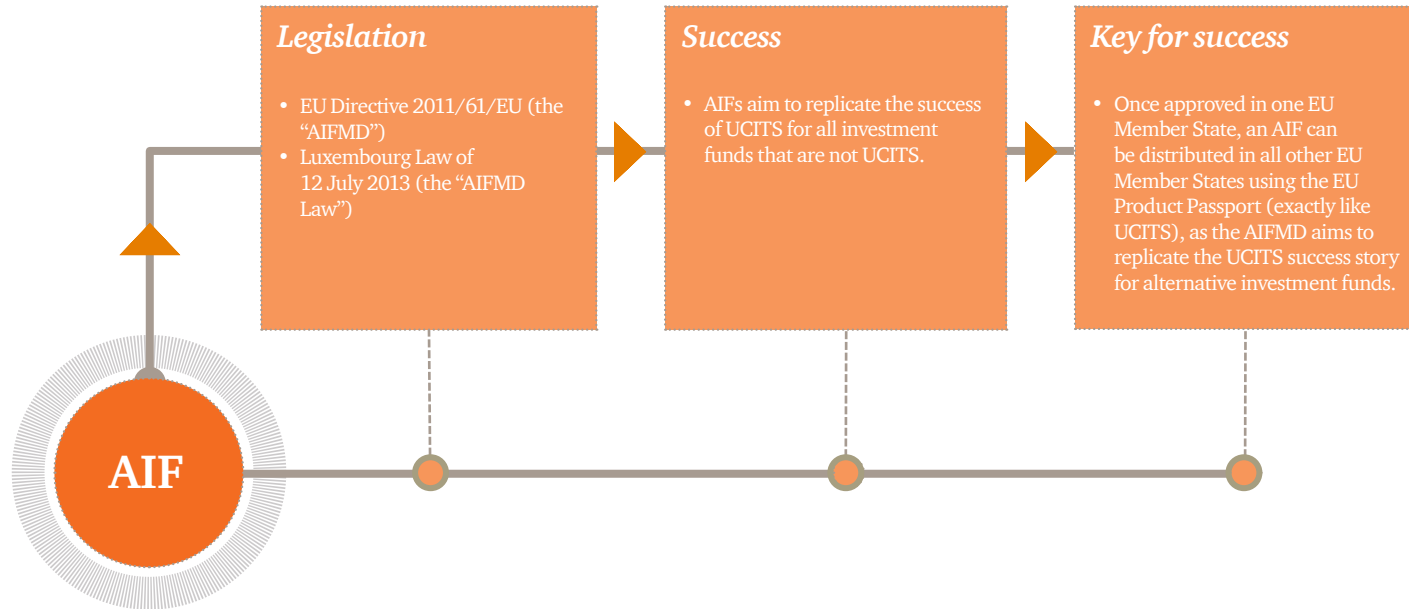 Legislation
• EU Directive 2011/61/EU (the
“AIFMD”)
• Luxembourg Law of
12 July 2013 (the “AIFMD
Law”)
Success
• AIFs aim to replicate the success
of UCITS for all investment
funds that are not UCITS.
Key for success
• Once approved in one EU
Member State, an AIF can
be distributed in all other EU
Member States using the EU
Product Passport (exactly like
UCITS), as the AIFMD aims to
replicate the UCITS success story
for alternative investment funds.
AIF